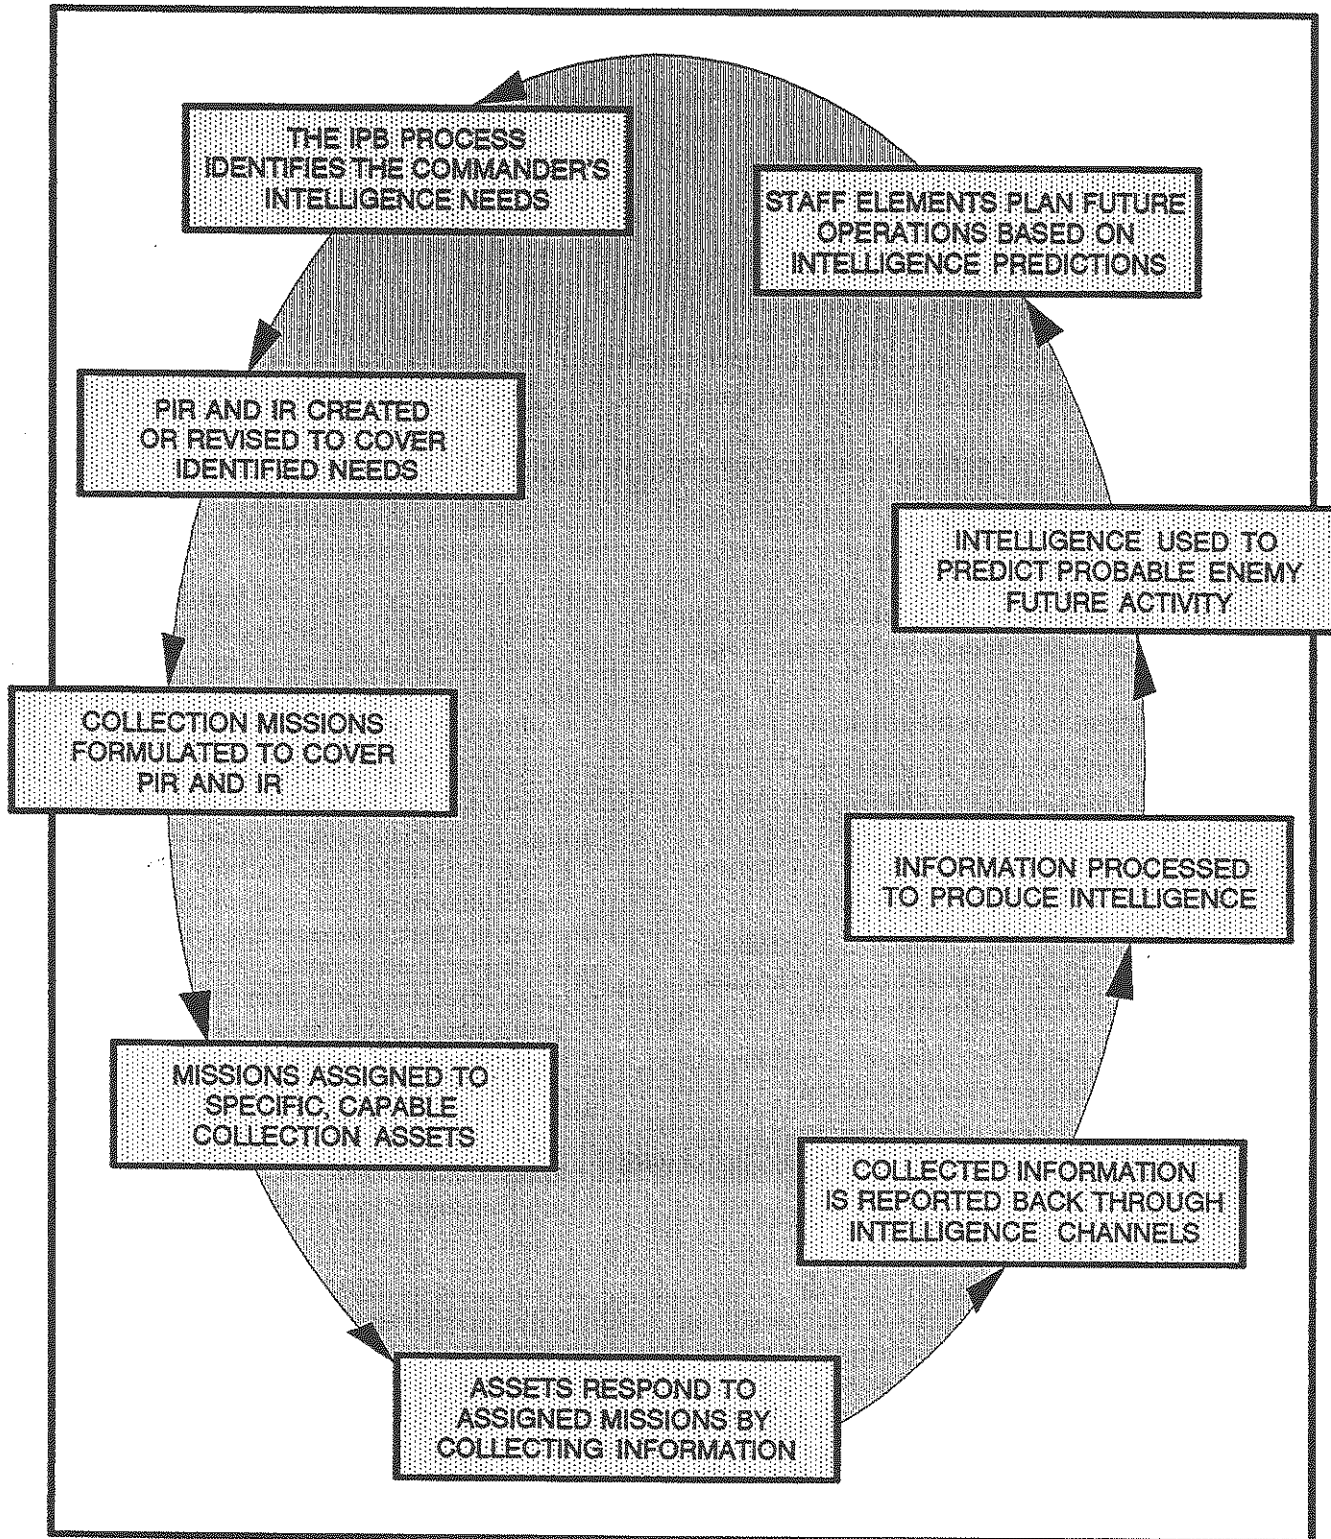 THE IPB PROCESS
IDENTIFIES THE COMMANDER'S
INTELLIGENCE NEEDS
PIR AND IR CREATED
OR REVISED TO COVER
IDENTIFIED NEEDS
COLLECTION MISSIONS
FORMULATED TO COVER
PIR AND IR
MISSIONS ASSIGNED TO
SPECIFIC, CAPABLE
COLLECTION ASSETS
ASSETS RESPOND TO
ASSIGNED MISSIONS BY
COLLECTING INFORMATION
COLLECTED INFORMATION
IS REPORTED BACK THROUGH
INTELLIGENCE CHANNELS
INFORMATION PROCESSED
TO PRODUCE INTELLIGENCE
INTELLIGENCE USED TO
PREDICT PROBABLE ENEMY
FUTURE ACTIVITY
STAFF ELEMENTS PLAN FUTURE
OPERATIONS BASED ON
INTELLIGENCE PREDICTIONS